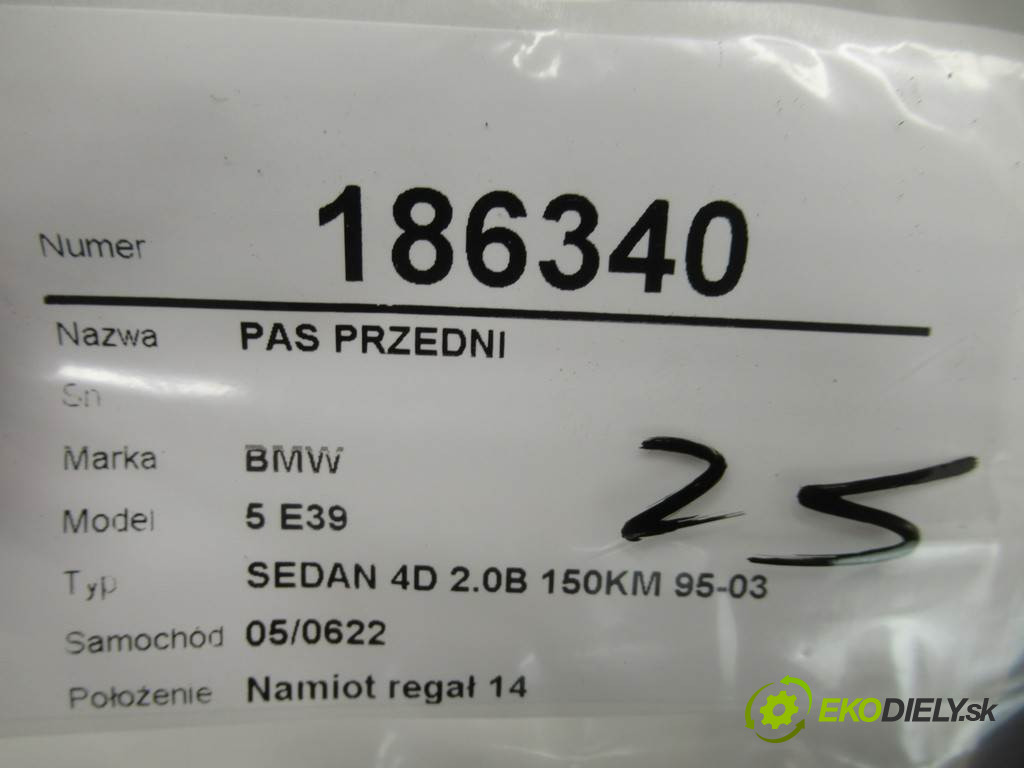 Numer 186340
Nazwa PAS PRZEDNI
Sn
Marka BMW
Model 5 E39
25
Typ SEDAN 4D 2.0B 150KM 95-03
Samochód 05/0622
Położenie Namiot regał 14
EKODIELY.sk